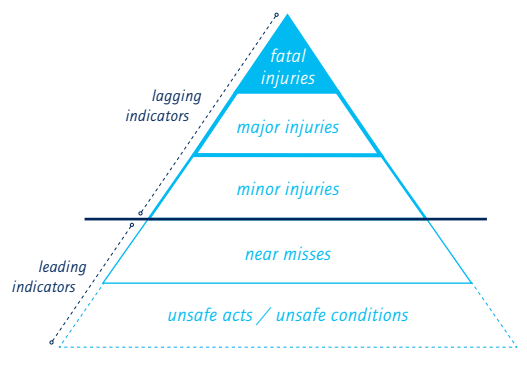 fatal
injuries
lagging
indicators
major injuries
minor injuries
near misses
leading
indicators
unsafe acts / unsafe conditions